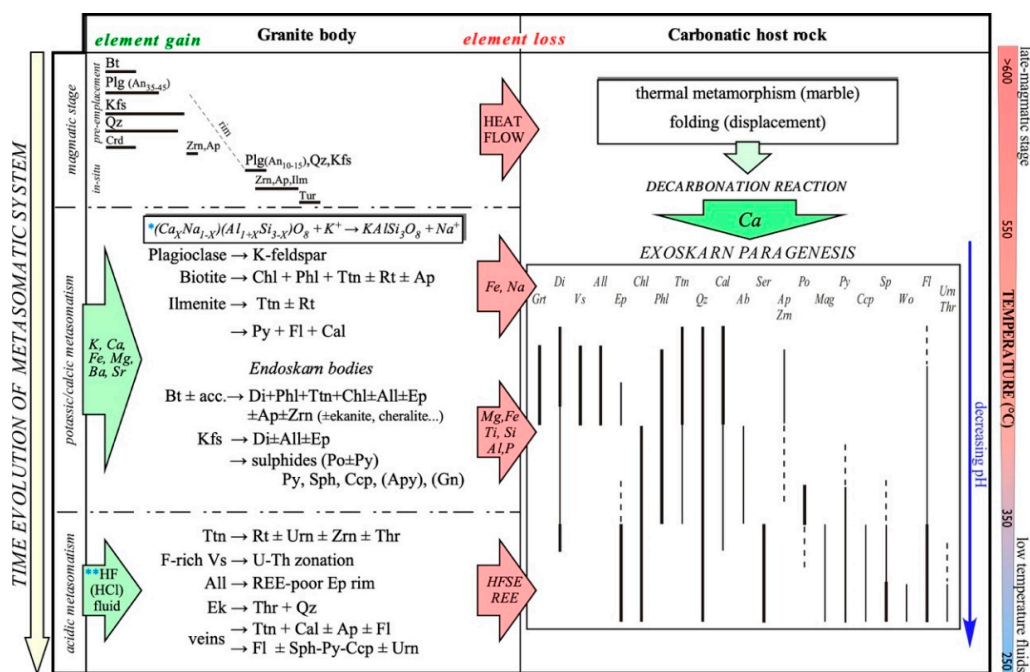 element gain Granite body element loss Carbonatic host rock
TIME EVOLUTION OF METASOMATIC SYSTEM
magmatic stage
pre-emplacement
in-situ
Bt
Plg (An35-45)
Kfs
Qz
Crd
Zrn,Ap
rim
Plg(An10-15),Qz,Kfs
Zrn,Ap,Ilm
Tur
HEAT
FLOW
thermal metamorphism (marble)
folding (displacement)
DECARBONATION REACTION
Ca
EXOSKARN PARAGENESIS
potassic/calcic metasomatism
K, Ca,
Fe, Mg,
Ba, Sr
*(CaXNa1-X)(Al1+XSi3-X)O8 + K+ → KAlSi3O8 + Na+
Plagioclase → K-feldspar
Biotite → Chl + Phl + Ttn ± Rt ± Ap
Ilmenite → Ttn ± Rt
→ Py + Fl + Cal
Endoskarn bodies
Bt ± acc. → Di+Phl+Ttn+Chl±All±Ep
±Ap±Zrn (±ekanite, cheralite...)
Kfs → Di±All±Ep
→ sulphides (Po±Py)
Py, Sph, Ccp, (Apy), (Gn)
Fe, Na
Mg,Fe
Ti, Si
Al,P
Di All Chl Ttn Cal Ser Po Py Sp Fl Urn
Grt Vs Ep Phl Qz Ab Ap Mag Ccp Wo Thr
Zrn
acidic metasomatism
**HF
(HCl)
fluid
Ttn → Rt ± Urn ± Zrn ± Thr
F-rich Vs → U-Th zonation
All → REE-poor Ep rim
Ek → Thr + Qz
veins → Ttn + Cal ± Ap ± Fl
→ Fl ± Sph-Py-Ccp ± Urn
HFSE
REE
decreasing pH
>600
550
TEMPERATURE (°C)
350
250
late-magmatic stage
low temperature fluids